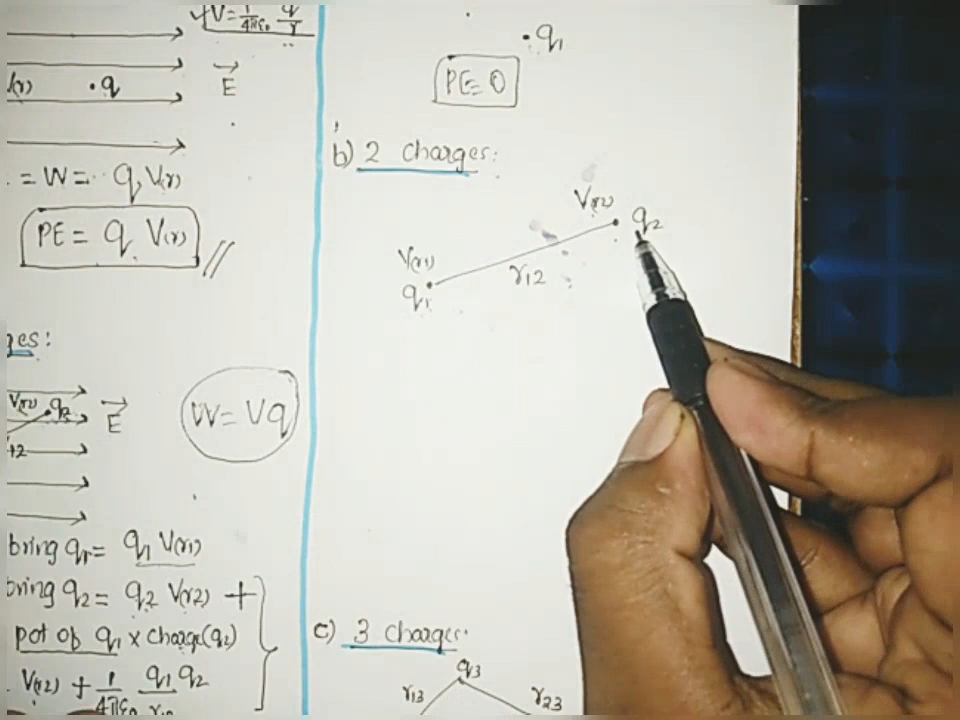 V = 1/4πε₀ q/r
V(r) .q E⃗
= W = q V(r)
PE = q V(r)
ges:
V(r2) q2 E⃗
12
W = Vq
bring q1 = q1 V(r1)
bring q2 = q2 V(r2) +
pot of q1 × charge(q2)
V(r2) + 1/4πε₀ q1 q2
.q1
PE = 0
b) 2 charges:
V(r2) q2
V(r1)
q1 r12
c) 3 charges:
q3
r13 r23